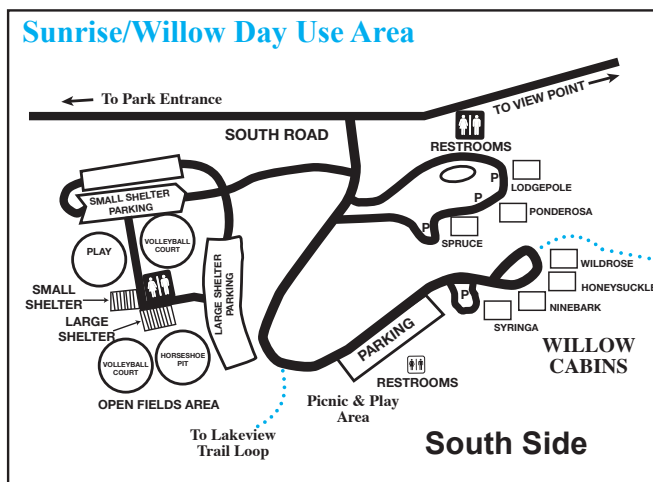 Sunrise/Willow Day Use Area
To Park Entrance
TO VIEW POINT
SOUTH ROAD
RESTROOMS
P
LODGEPOLE
SMALL SHELTER
PARKING
P
PONDEROSA
P
SPRUCE
PLAY
VOLLEYBALL
COURT
WILDROSE
HONEYSUCKLE
SMALL
SHELTER
LARGE SHELTER
PARKING
P
NINEBARK
SYRINGA
LARGE
SHELTER
PARKING
WILLOW
CABINS
VOLLEYBALL
COURT
HORSESHOE
PIT
RESTROOMS
OPEN FIELDS AREA
Picnic & Play
Area
To Lakeview
Trail Loop
South Side